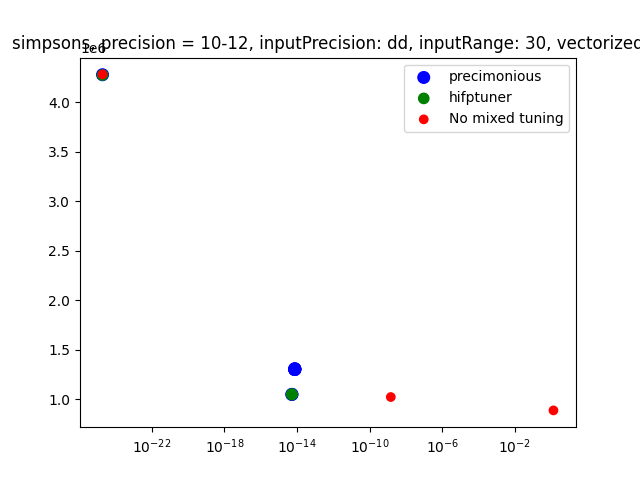 simpsons, precision = 10-12, inputPrecision: dd, inputRange: 30, vectorized
1e6
precimonious
hifptuner
No mixed tuning
4.0
3.5
3.0
2.5
2.0
1.5
1.0
10⁻²² 10⁻¹⁸ 10⁻¹⁴ 10⁻¹⁰ 10⁻⁶ 10⁻²